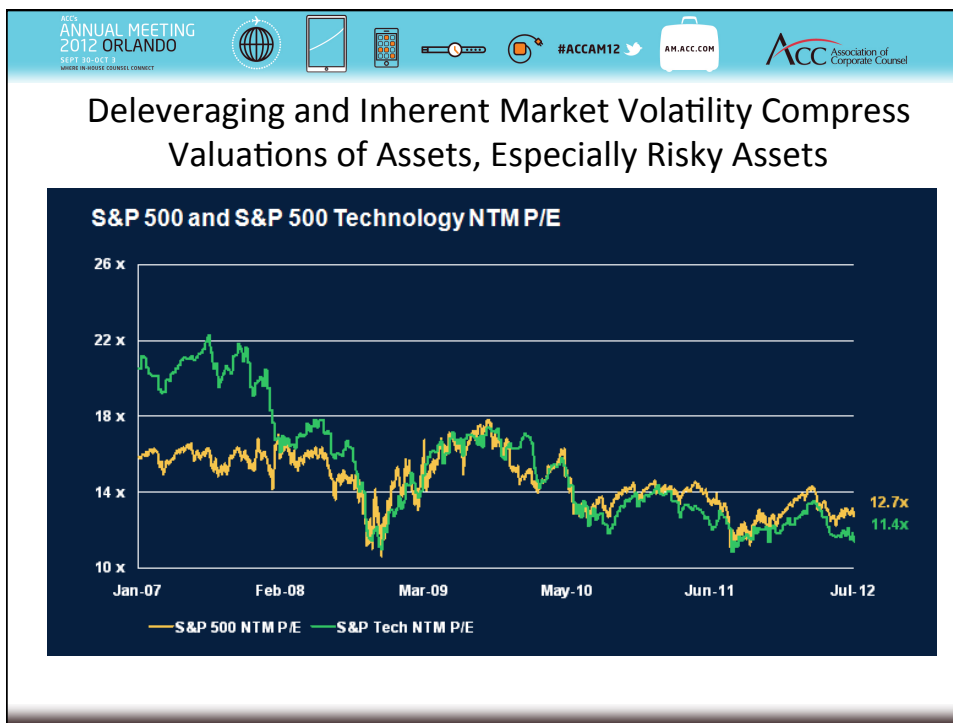 ACC's
ANNUAL MEETING
2012 ORLANDO
SEPT 30-OCT 3
WHERE IN-HOUSE COUNSEL CONNECT
#ACCAM12
AM.ACC.COM
ACC Association of
Corporate Counsel
Deleveraging and Inherent Market Volatility Compress
Valuations of Assets, Especially Risky Assets
S&P 500 and S&P 500 Technology NTM P/E
26 x
22 x
18 x
14 x
12.7x
11.4x
10 x
Jan-07 Feb-08 Mar-09 May-10 Jun-11 Jul-12
S&P 500 NTM P/E S&P Tech NTM P/E